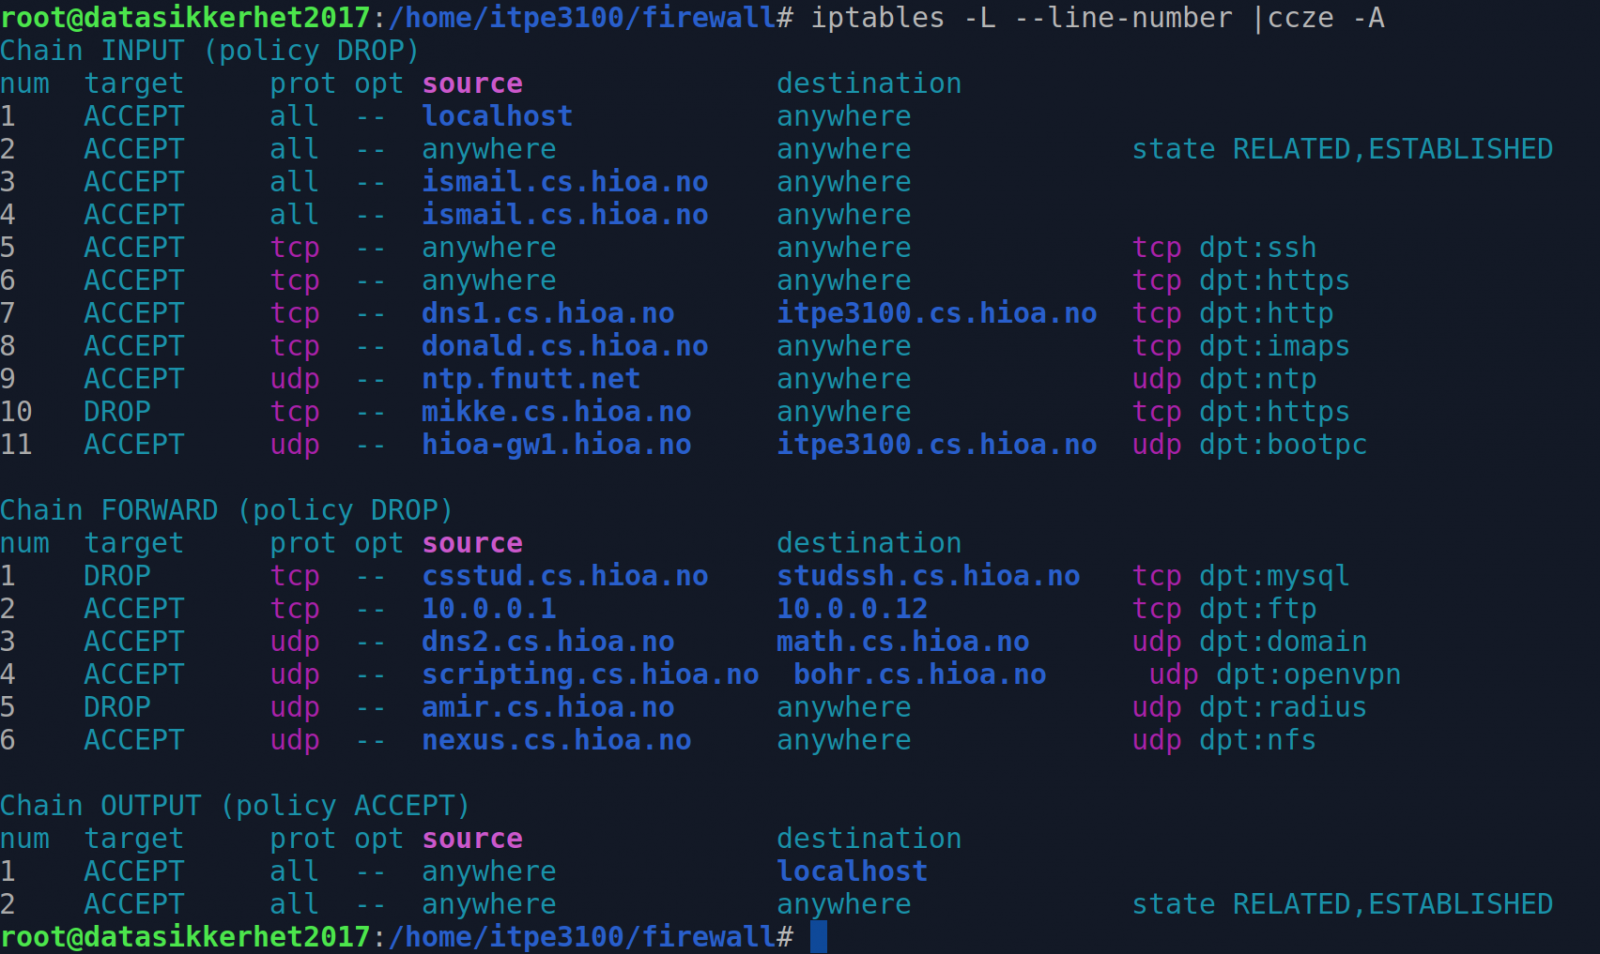 root@datasikkerhet2017:/home/itpe3100/firewall# iptables -L --line-number |ccze -A
Chain INPUT (policy DROP)
num  target     prot opt source               destination
1    ACCEPT     all  --  localhost            anywhere
2    ACCEPT     all  --  anywhere             anywhere             state RELATED,ESTABLISHED
3    ACCEPT     all  --  ismail.cs.hioa.no    anywhere
4    ACCEPT     all  --  ismail.cs.hioa.no    anywhere
5    ACCEPT     tcp  --  anywhere             anywhere             tcp dpt:ssh
6    ACCEPT     tcp  --  anywhere             anywhere             tcp dpt:https
7    ACCEPT     tcp  --  dns1.cs.hioa.no      itpe3100.cs.hioa.no  tcp dpt:http
8    ACCEPT     tcp  --  donald.cs.hioa.no    anywhere             tcp dpt:imaps
9    ACCEPT     udp  --  ntp.fnutt.net        anywhere             udp dpt:ntp
10   DROP       tcp  --  mikke.cs.hioa.no     anywhere             tcp dpt:https
11   ACCEPT     udp  --  hioa-gw1.hioa.no     itpe3100.cs.hioa.no  udp dpt:bootpc

Chain FORWARD (policy DROP)
num  target     prot opt source               destination
1    DROP       tcp  --  csstud.cs.hioa.no    studssh.cs.hioa.no   tcp dpt:mysql
2    ACCEPT     tcp  --  10.0.0.1             10.0.0.12            tcp dpt:ftp
3    ACCEPT     udp  --  dns2.cs.hioa.no      math.cs.hioa.no      udp dpt:domain
4    ACCEPT     udp  --  scripting.cs.hioa.no  bohr.cs.hioa.no      udp dpt:openvpn
5    DROP       udp  --  amir.cs.hioa.no      anywhere             udp dpt:radius
6    ACCEPT     udp  --  nexus.cs.hioa.no     anywhere             udp dpt:nfs

Chain OUTPUT (policy ACCEPT)
num  target     prot opt source               destination
1    ACCEPT     all  --  anywhere             localhost
2    ACCEPT     all  --  anywhere             anywhere             state RELATED,ESTABLISHED
root@datasikkerhet2017:/home/itpe3100/firewall#